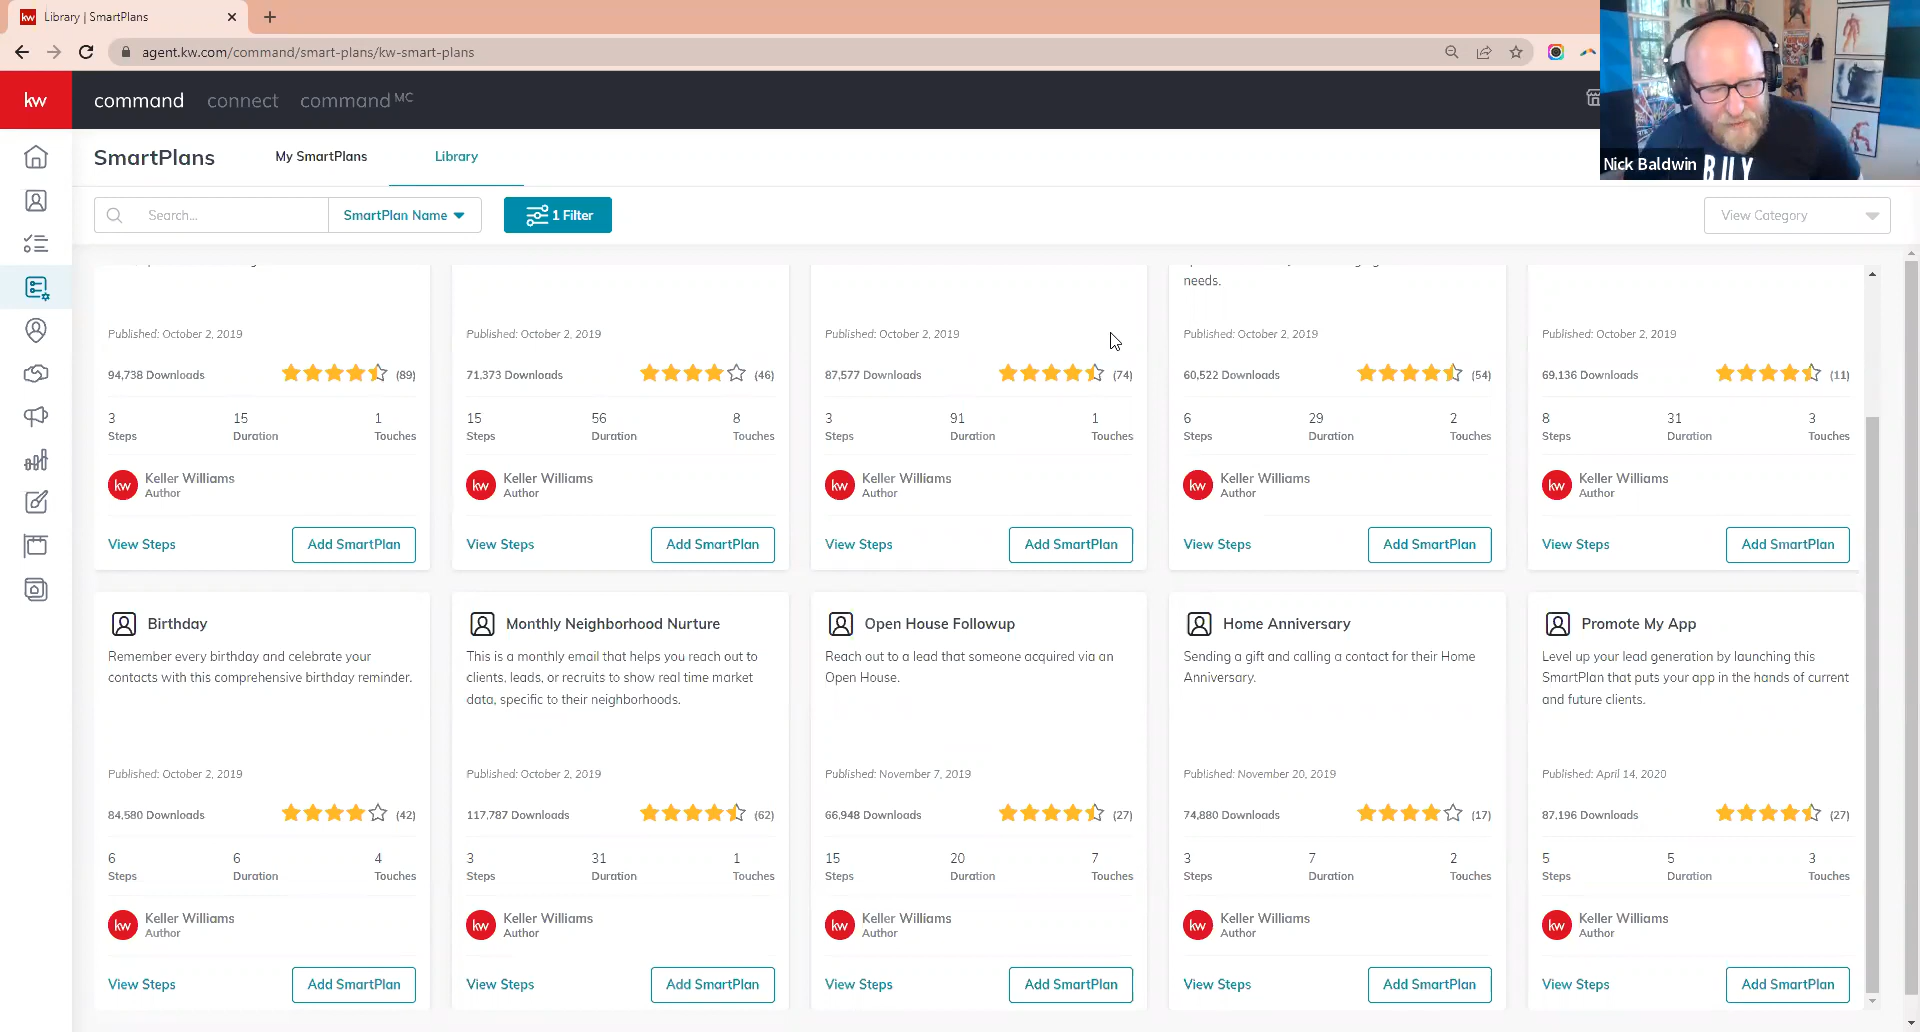 kw Library | SmartPlans
agent.kw.com/command/smart-plans/kw-smart-plans
kw command connect command MC
Nick Baldwin
SmartPlans My SmartPlans Library
Search... SmartPlan Name 1 Filter View Category
needs.
Published: October 2, 2019
94,738 Downloads (89)
3 15 1
Steps Duration Touches
kw Keller Williams
Author
View Steps Add SmartPlan
Published: October 2, 2019
71,373 Downloads (46)
15 56 8
Steps Duration Touches
kw Keller Williams
Author
View Steps Add SmartPlan
Published: October 2, 2019
87,577 Downloads (74)
3 91 1
Steps Duration Touches
kw Keller Williams
Author
View Steps Add SmartPlan
Published: October 2, 2019
60,522 Downloads (54)
6 29 2
Steps Duration Touches
kw Keller Williams
Author
View Steps Add SmartPlan
Published: October 2, 2019
69,136 Downloads (11)
8 31 3
Steps Duration Touches
kw Keller Williams
Author
View Steps Add SmartPlan
Birthday
Remember every birthday and celebrate your
contacts with this comprehensive birthday reminder.
Published: October 2, 2019
84,580 Downloads (42)
6 6 4
Steps Duration Touches
kw Keller Williams
Author
View Steps Add SmartPlan
Monthly Neighborhood Nurture
This is a monthly email that helps you reach out to
clients, leads, or recruits to show real time market
data, specific to their neighborhoods.
Published: October 2, 2019
117,787 Downloads (62)
3 31 1
Steps Duration Touches
kw Keller Williams
Author
View Steps Add SmartPlan
Open House Followup
Reach out to a lead that someone acquired via an
Open House.
Published: November 7, 2019
66,948 Downloads (27)
15 20 7
Steps Duration Touches
kw Keller Williams
Author
View Steps Add SmartPlan
Home Anniversary
Sending a gift and calling a contact for their Home
Anniversary.
Published: November 20, 2019
74,880 Downloads (17)
3 7 2
Steps Duration Touches
kw Keller Williams
Author
View Steps Add SmartPlan
Promote My App
Level up your lead generation by launching this
SmartPlan that puts your app in the hands of current
and future clients.
Published: April 14, 2020
87,196 Downloads (27)
5 5 3
Steps Duration Touches
kw Keller Williams
Author
View Steps Add SmartPlan